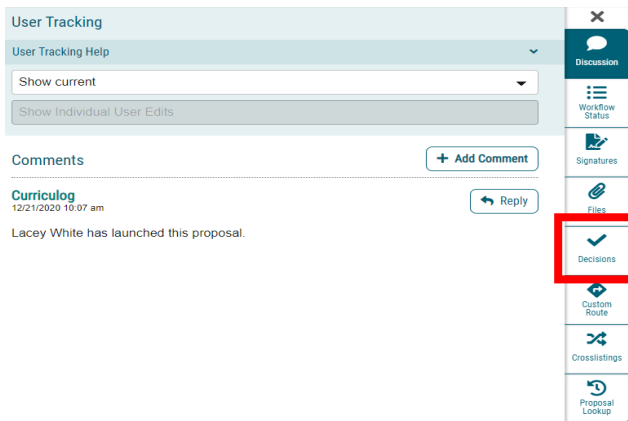 User Tracking
User Tracking Help
Show current
Show Individual User Edits
Comments
+ Add Comment
Curriculog
12/21/2020 10:07 am
Reply
Lacey White has launched this proposal.
Discussion
Workflow
Status
Signatures
Files
Decisions
Custom
Route
Crosslistings
Proposal
Lookup